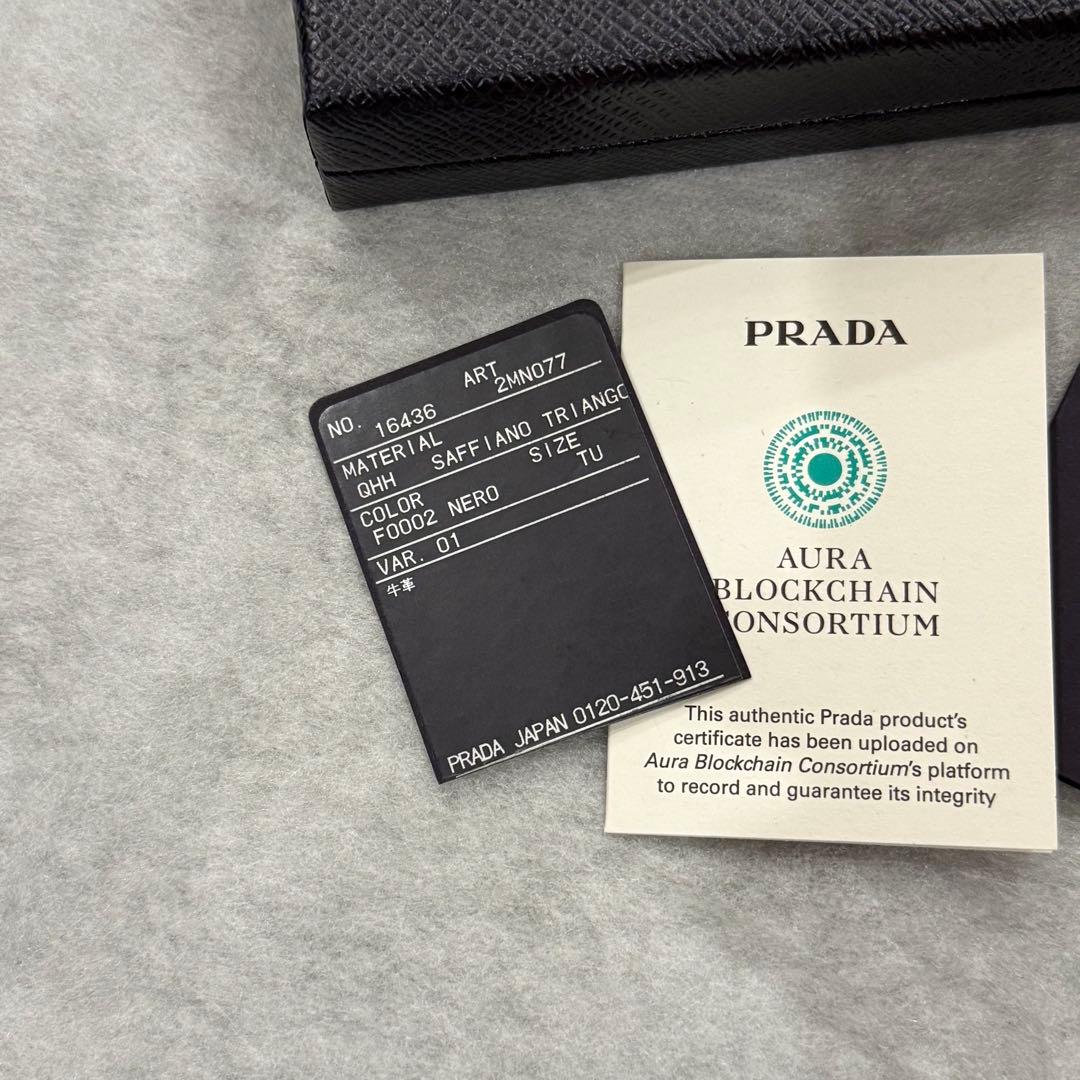 ART
NO. 16436 2MN077
MATERIAL
QHH SAFFIANO TRIANGO
COLOR SIZE
F0002 NERO TU
VAR. 01
牛革
PRADA JAPAN 0120-451-913
PRADA
AURA
BLOCKCHAIN
ONSORTIUM
This authentic Prada product's
certificate has been uploaded on
Aura Blockchain Consortium's platform
to record and guarantee its integrity